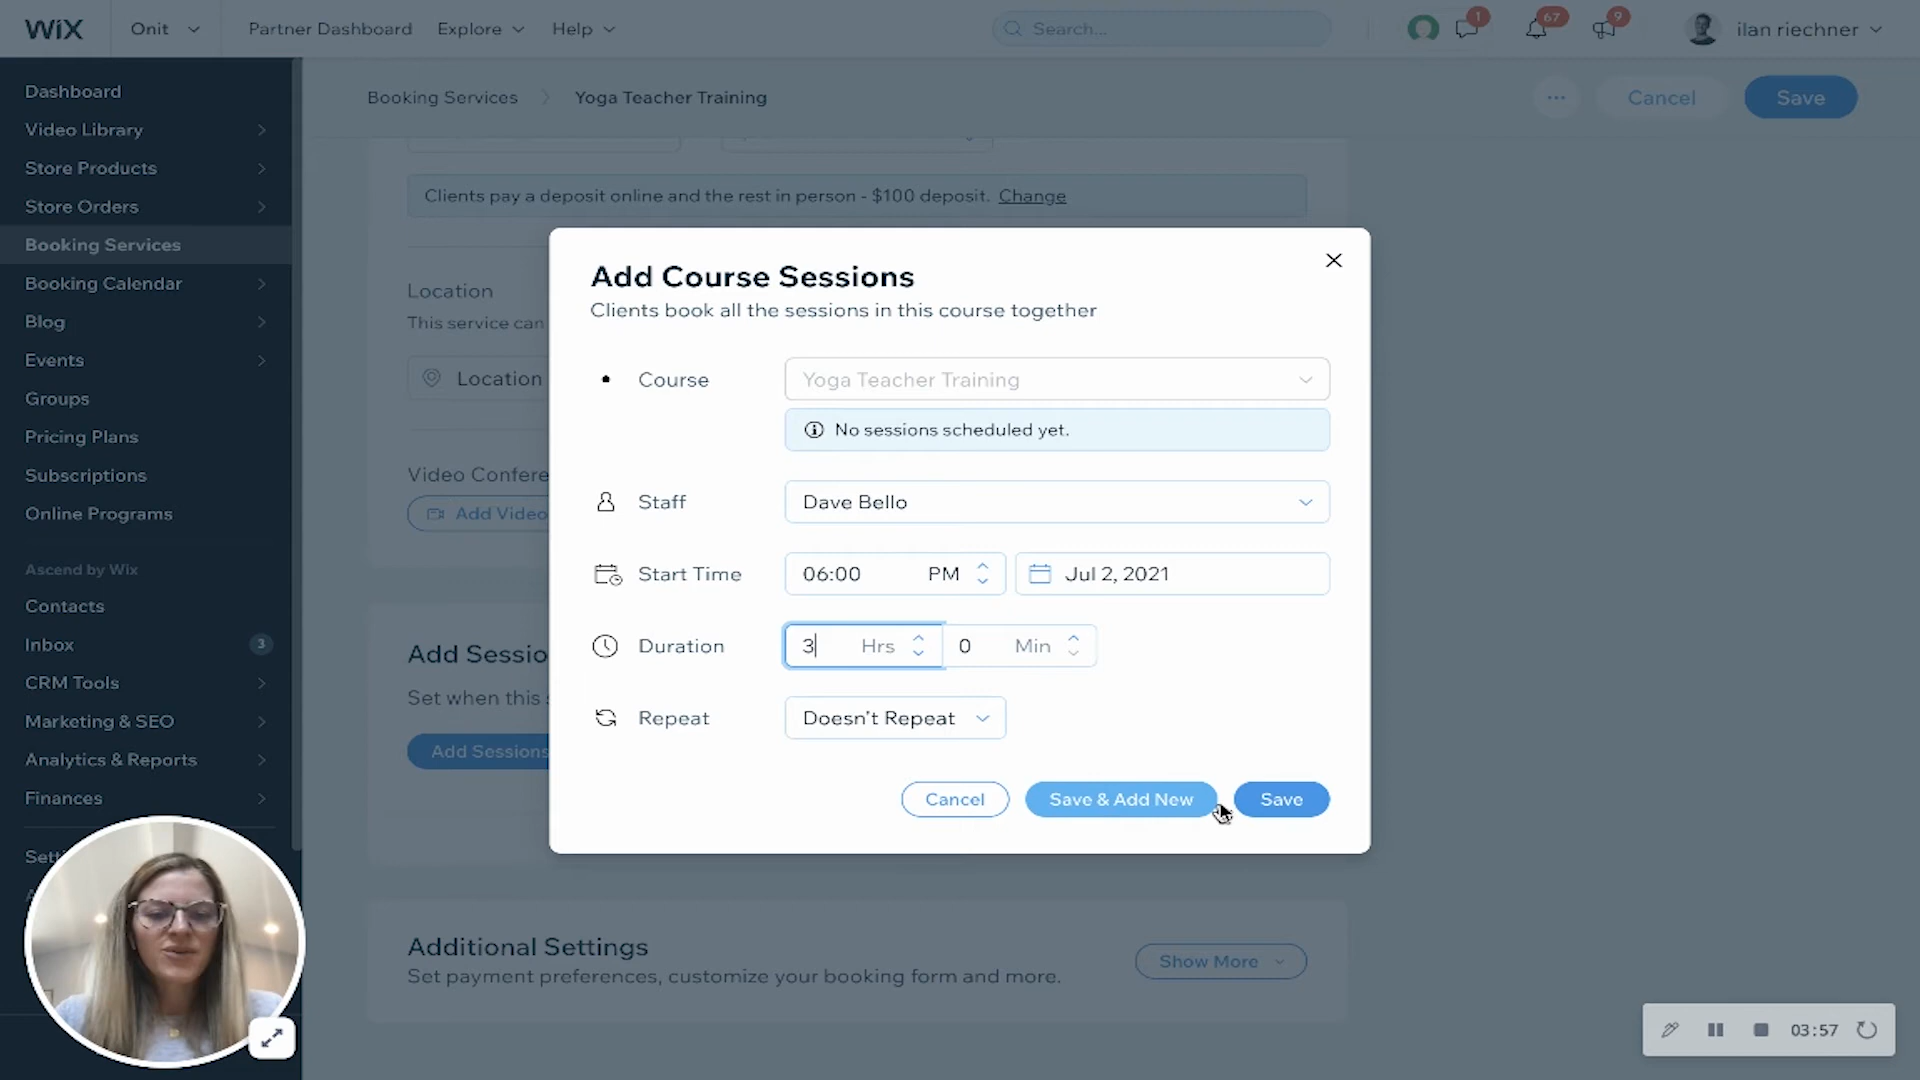 WiX
Onit
Partner Dashboard
Explore
Help
Search...
1
67
9
ilan riechner
Dashboard
Video Library
Store Products
Store Orders
Booking Services
Booking Calendar
Blog
Events
Groups
Pricing Plans
Subscriptions
Online Programs
Ascend by Wix
Contacts
Inbox
3
CRM Tools
Marketing & SEO
Analytics & Reports
Finances
Booking Services
Yoga Teacher Training
Cancel
Save
Clients pay a deposit online and the rest in person - $100 deposit. Change
Location
This service can
Location
Video Confere
Add Video
Add Sessio
Set when this
Add Sessions
Add Course Sessions
Clients book all the sessions in this course together
Course
Yoga Teacher Training
No sessions scheduled yet.
Staff
Dave Bello
Start Time
06:00 PM
Jul 2, 2021
Duration
3 Hrs
0 Min
Repeat
Doesn't Repeat
Cancel
Save & Add New
Save
Additional Settings
Set payment preferences, customize your booking form and more.
Show More
03:57